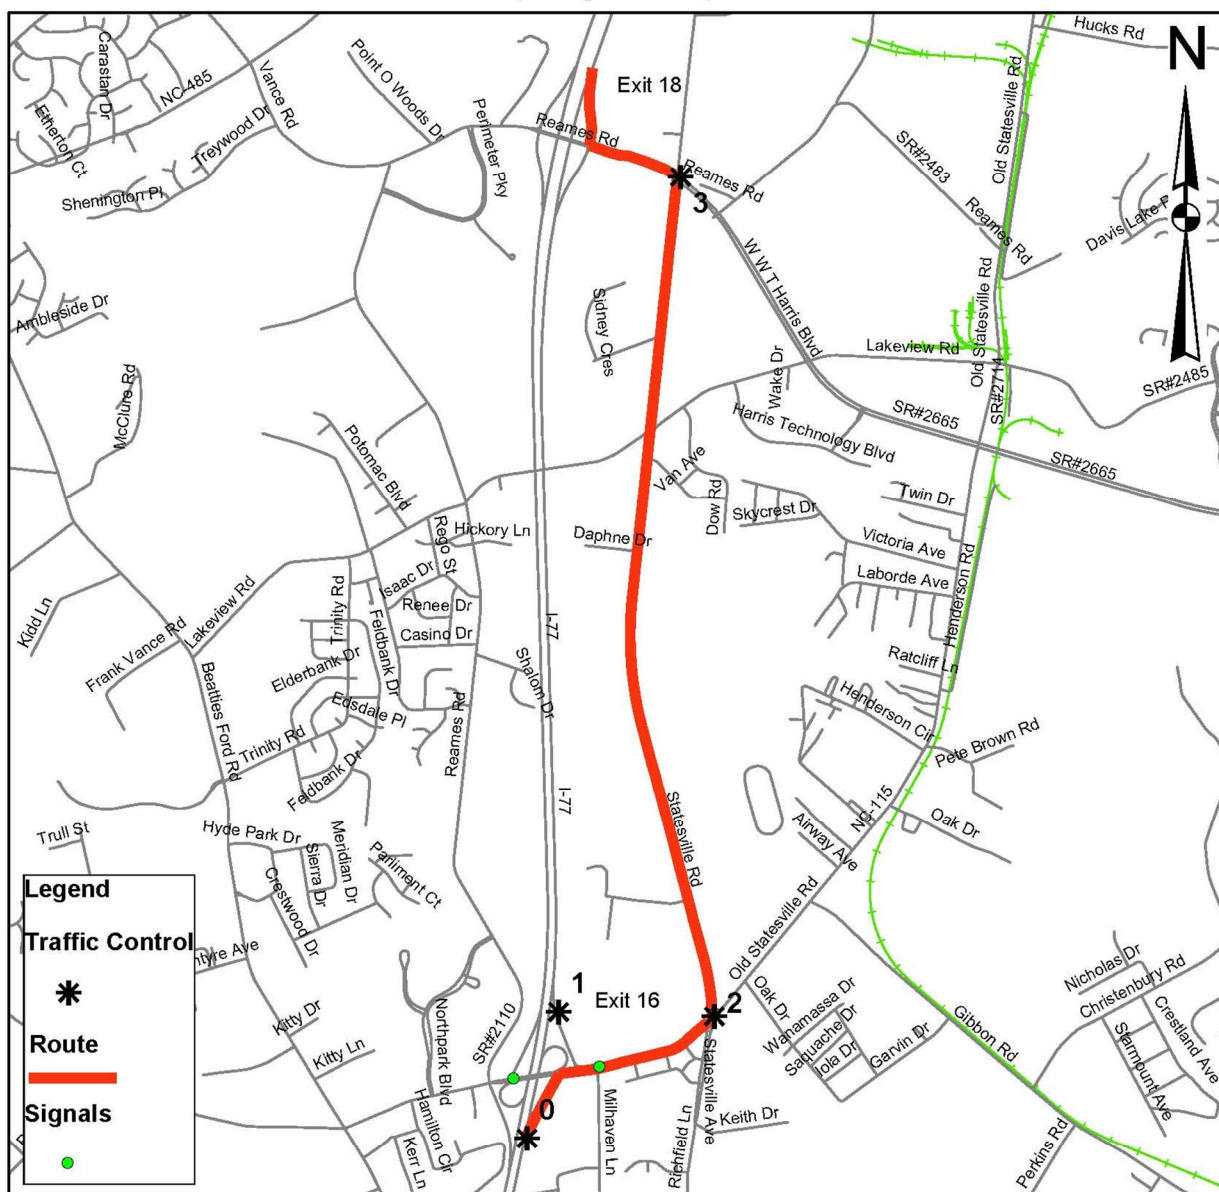 Hucks Rd
N
Carastam Dr
NC-485
Vance Rd
Point O Woods Dr
Exit 18
Old Statesville Rd
Etherton Ct
Treywood Dr
Perimeter Pky
Reames Rd
SR#2483
Shenington Pl
Reames Rd
3
Reames Rd
Davis Lake P
W W T Harris Blvd
Old Statesville Rd
Ambleside Dr
Sidney Cres
Lakeview Rd
Wake Dr
SR#2714
SR#2485
McClure Rd
Harris Technology Blvd
SR#2665
SR#2665
Potomac Blvd
Van Ave
Dow Rd
Skycrest Dr
Twin Dr
Hickory Ln
Rego St
Daphne Dr
Victoria Ave
Isaac Dr
Laborde Ave
Henderson Rd
Kidd Ln
Lakeview Rd
Trinity Rd
Renee Dr
Feldbank Dr
Casino Dr
I-77
Frank Vance Rd
Elderbank Dr
Ratcliff Ln
Shalom Dr
Beatties Ford Rd
Edsdale Pl
Reames Rd
Henderson Cir
Trinity Rd
Pete Brown Rd
Feldbank Dr
I-77
Statesville Rd
NC-115
Airway Ave
Oak Dr
Trull St
Hyde Park Dr
Sierra Dr
Meridian Dr
Parliment Ct
Crestwood Dr
Legend
Old Statesville Rd
Traffic Control
ntyre Ave
1
Exit 16
2
Nicholas Dr
Christenbury Rd
Kitty Dr
Northpark Blvd
SR#2110
Oak Dr
Wanamassa Dr
Saquache Dr
Iola Dr
Garvin Dr
Gibbon Rd
Crestland Ave
Starmount Ave
Route
Kitty Ln
Statesville Ave
Signals
0
Hamilton Cir
Kerr Ln
Milhaven Ln
Richfield Ln
Keith Dr
Perkins Rd